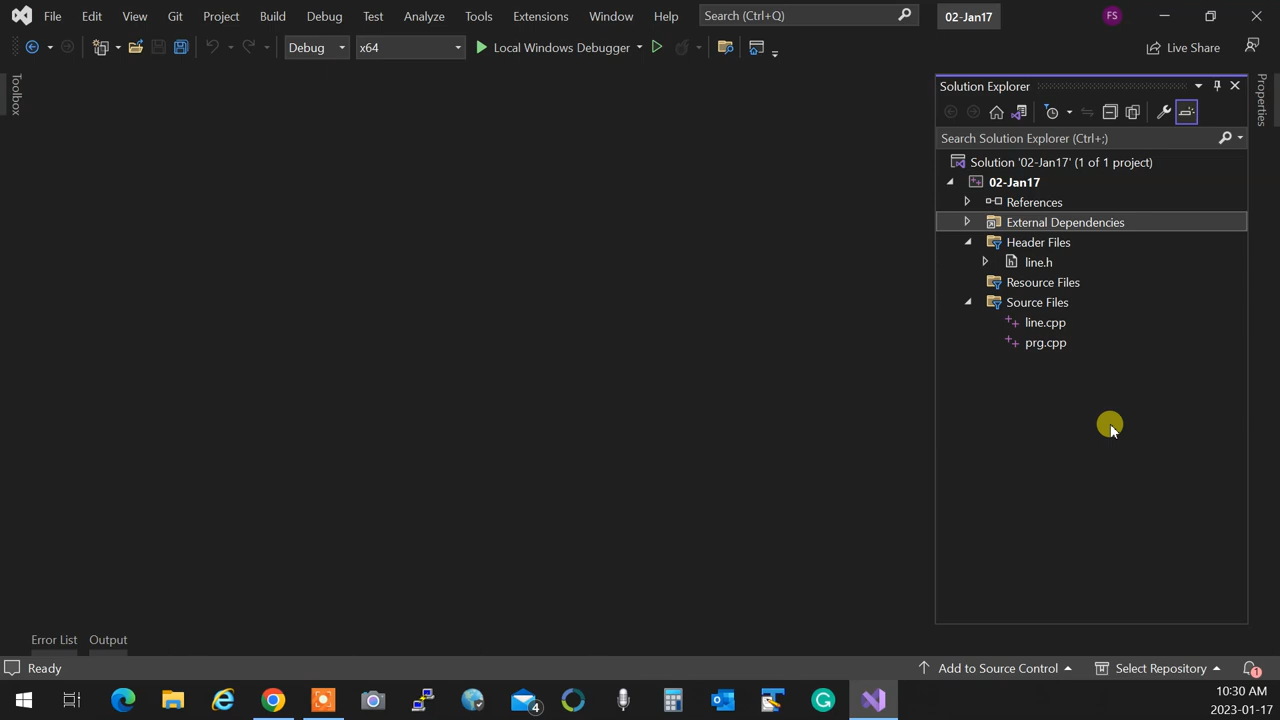 File Edit View Git Project Build Debug Test Analyze Tools Extensions Window Help Search (Ctrl+Q) 02-Jan17 FS
Debug x64 Local Windows Debugger Live Share
Toolbox
Solution Explorer
Properties
Search Solution Explorer (Ctrl+;)
Solution '02-Jan17' (1 of 1 project)
02-Jan17
References
External Dependencies
Header Files
line.h
Resource Files
Source Files
line.cpp
prg.cpp
Error List Output
Ready Add to Source Control Select Repository 1
4
10:30 AM
2023-01-17